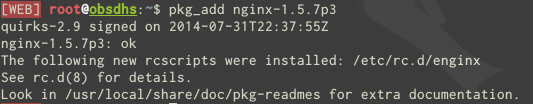 [WEB] root@obsdhs:~$ pkg_add nginx-1.5.7p3
quirks-2.9 signed on 2014-07-31T22:37:55Z
nginx-1.5.7p3: ok
The following new rcscripts were installed: /etc/rc.d/enginx
See rc.d(8) for details.
Look in /usr/local/share/doc/pkg-readmes for extra documentation.